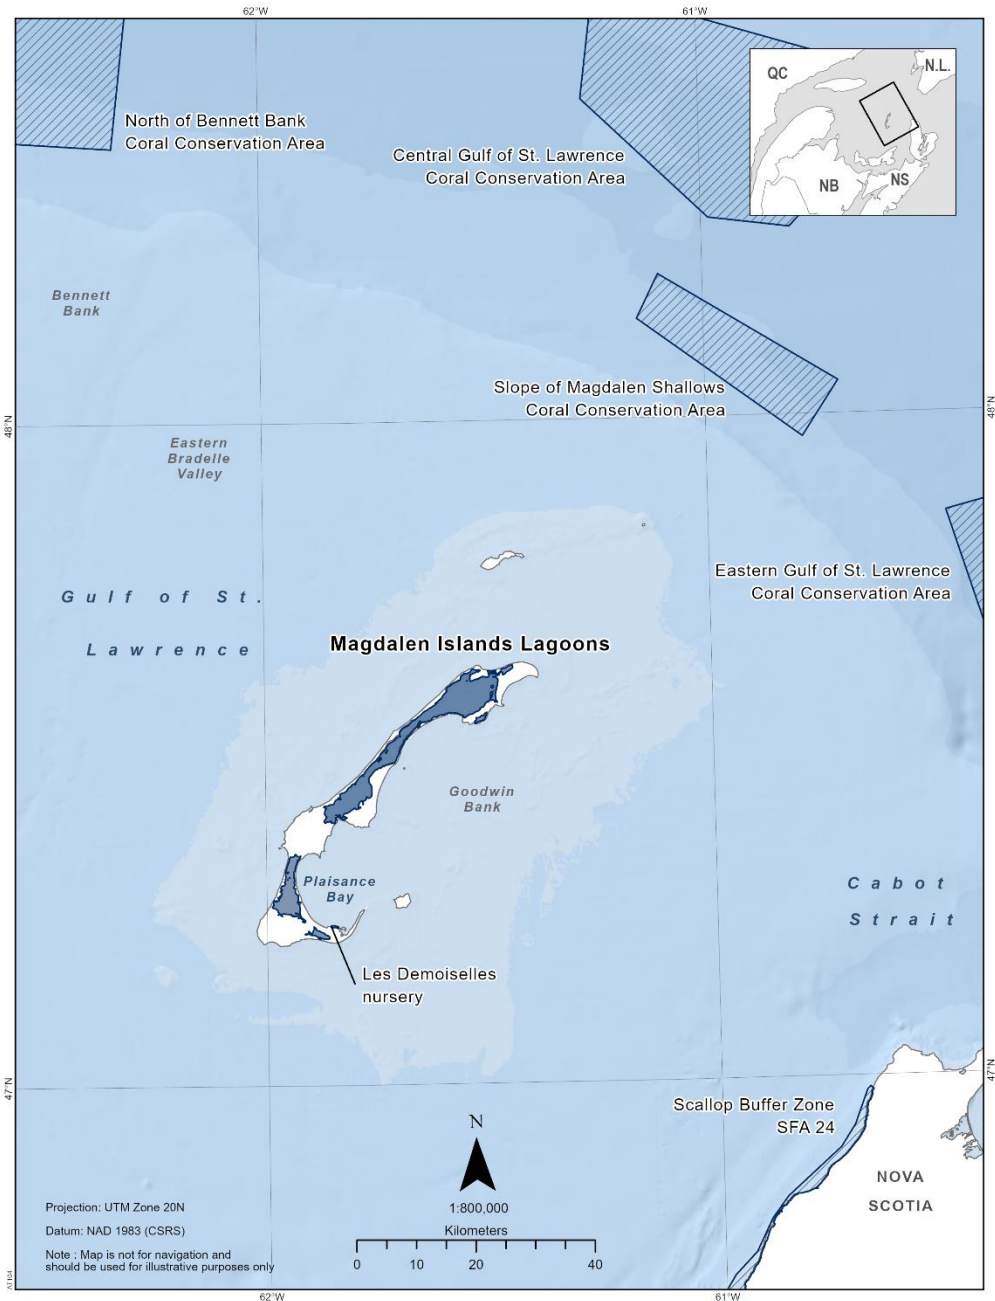 62°W
61°W
QC
N.L.
NB
NS
North of Bennett Bank
Coral Conservation Area
Central Gulf of St. Lawrence
Coral Conservation Area
Bennett
Bank
Slope of Magdalen Shallows
Coral Conservation Area
48°N
48°N
Eastern
Bradelle
Valley
Eastern Gulf of St. Lawrence
Coral Conservation Area
Gulf of St.
Lawrence
Magdalen Islands Lagoons
Goodwin
Bank
Plaisance
Bay
Cabot
Strait
Les Demoiselles
nursery
47°N
47°N
Scallop Buffer Zone
SFA 24
N
NOVA
SCOTIA
Projection: UTM Zone 20N
Datum: NAD 1983 (CSRS)
Note : Map is not for navigation and
should be used for illustrative purposes only
1:800,000
Kilometers
0 10 20 40
62°W
61°W